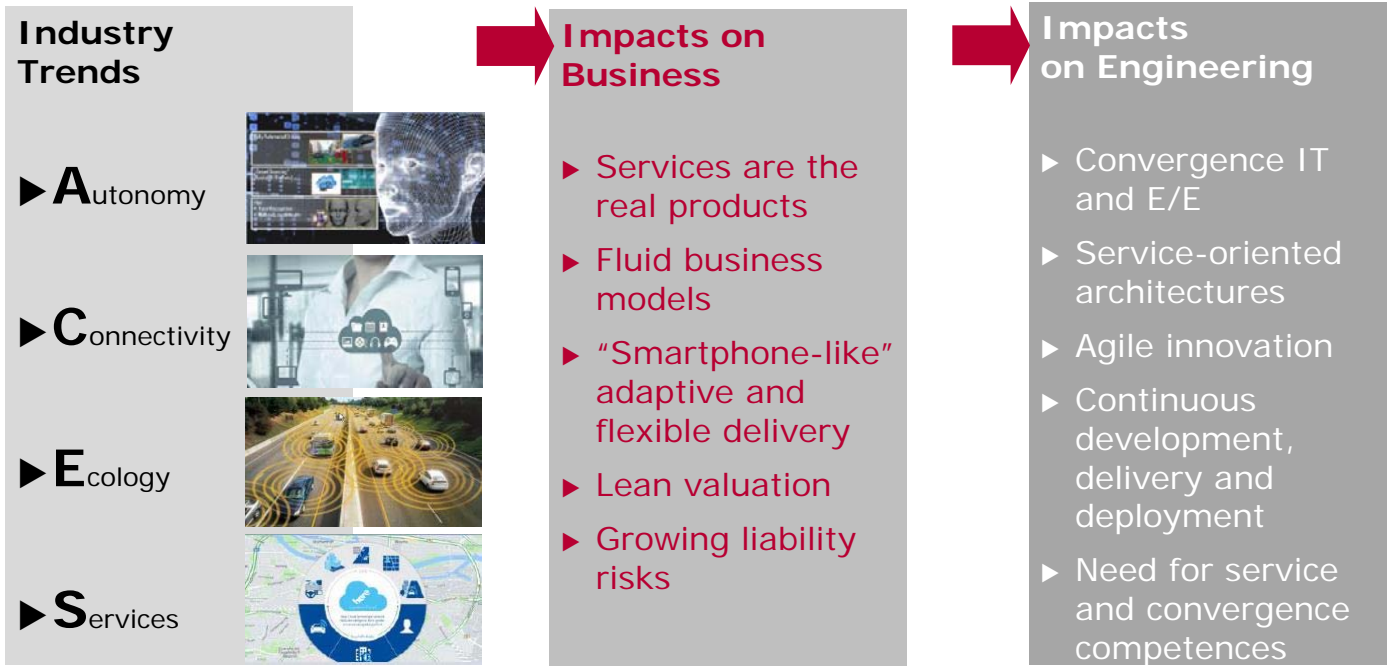 Industry
Trends
▶Autonomy
▶Connectivity
▶Ecology
▶Services
Impacts on
Business
▶ Services are the
real products
▶ Fluid business
models
▶ “Smartphone-like”
adaptive and
flexible delivery
▶ Lean valuation
▶ Growing liability
risks
Impacts
on Engineering
▶ Convergence IT
and E/E
▶ Service-oriented
architectures
▶ Agile innovation
▶ Continuous
development,
delivery and
deployment
▶ Need for service
and convergence
competences